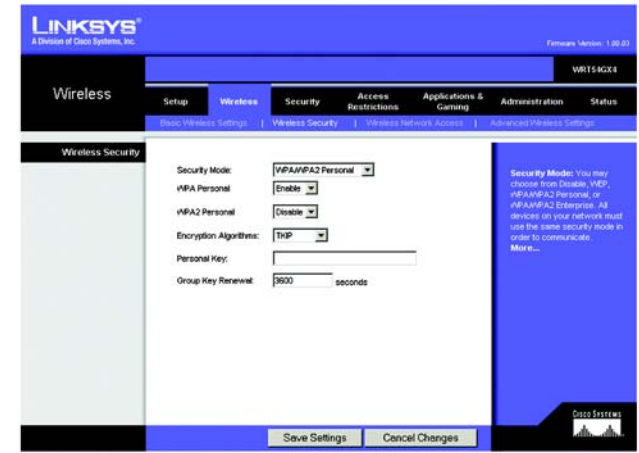 LINKSYS®
A Division of Cisco Systems, Inc.
Firmware Version: 1.00.03
WRT54GX4
Wireless
Setup Wireless Security Access Restrictions Applications & Gaming Administration Status
Basic Wireless Settings | Wireless Security | Wireless Network Access | Advanced Wireless Settings
Wireless Security
Security Mode: WPA/WPA2 Personal
WPA Personal Enable
WPA2 Personal Disable
Encryption Algorithms: TKIP
Personal Key:
Group Key Renewal: 3600 seconds
Security Mode: You may
choose from Disable, WEP,
WPA/WPA2 Personal, or
WPA/WPA2 Enterprise. All
devices on your network must
use the same security mode in
order to communicate.
More...
CISCO SYSTEMS
Save Settings Cancel Changes